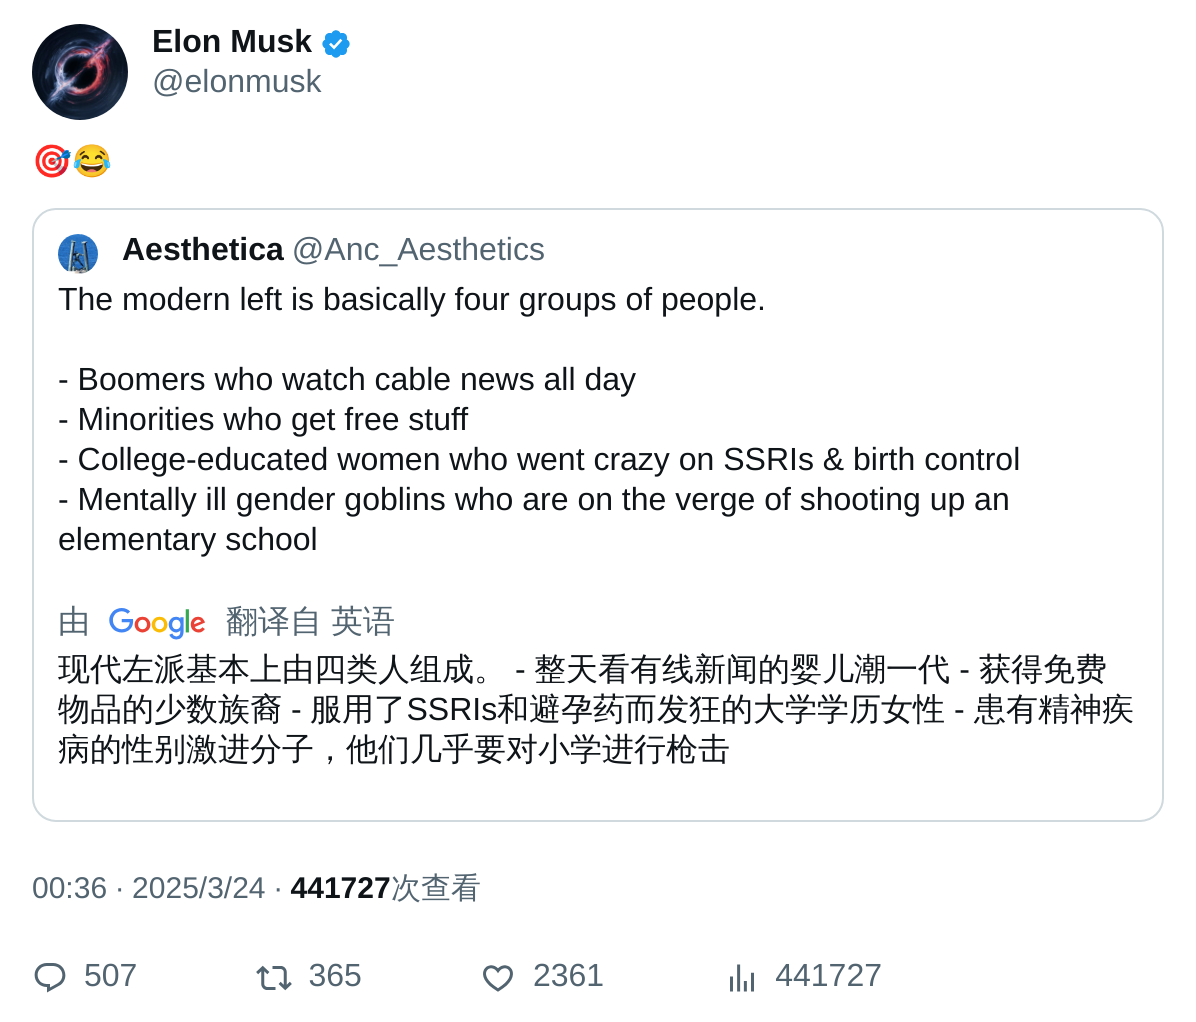 Elon Musk
@elonmusk
🎯😂
Aesthetica @Anc_Aesthetics
The modern left is basically four groups of people.
- Boomers who watch cable news all day
- Minorities who get free stuff
- College-educated women who went crazy on SSRIs & birth control
- Mentally ill gender goblins who are on the verge of shooting up an
elementary school
由 Google 翻译自 英语
现代左派基本上由四类人组成。 - 整天看有线新闻的婴儿潮一代 - 获得免费
物品的少数族裔 - 服用了SSRIs和避孕药而发狂的大学学历女性 - 患有精神疾
病的性别激进分子，他们几乎要对小学进行枪击
00:36 · 2025/3/24 · 441727次查看
507 365 2361 441727